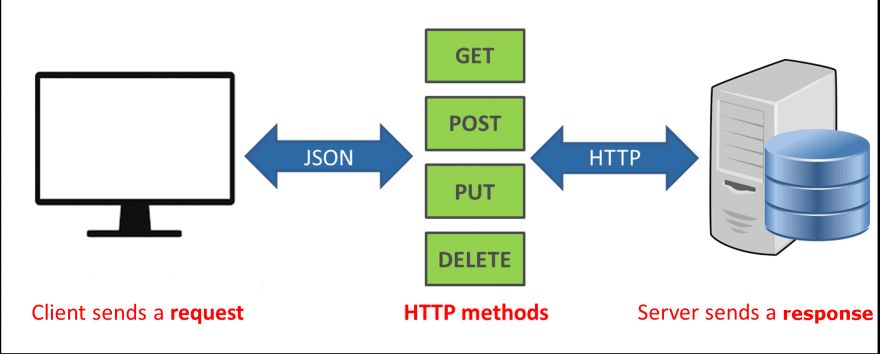 GET
POST
JSON
HTTP
PUT
DELETE
Client sends a request
HTTP methods
Server sends a response